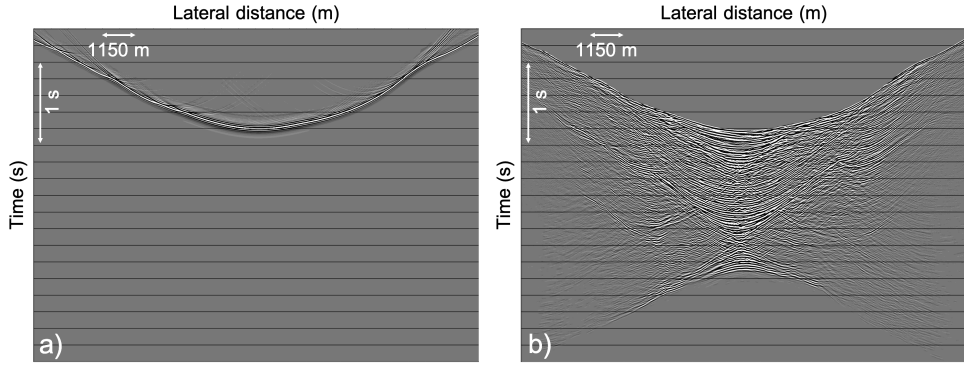 Lateral distance (m)
1150 m
1 s
Time (s)
a)
Lateral distance (m)
1150 m
1 s
Time (s)
b)